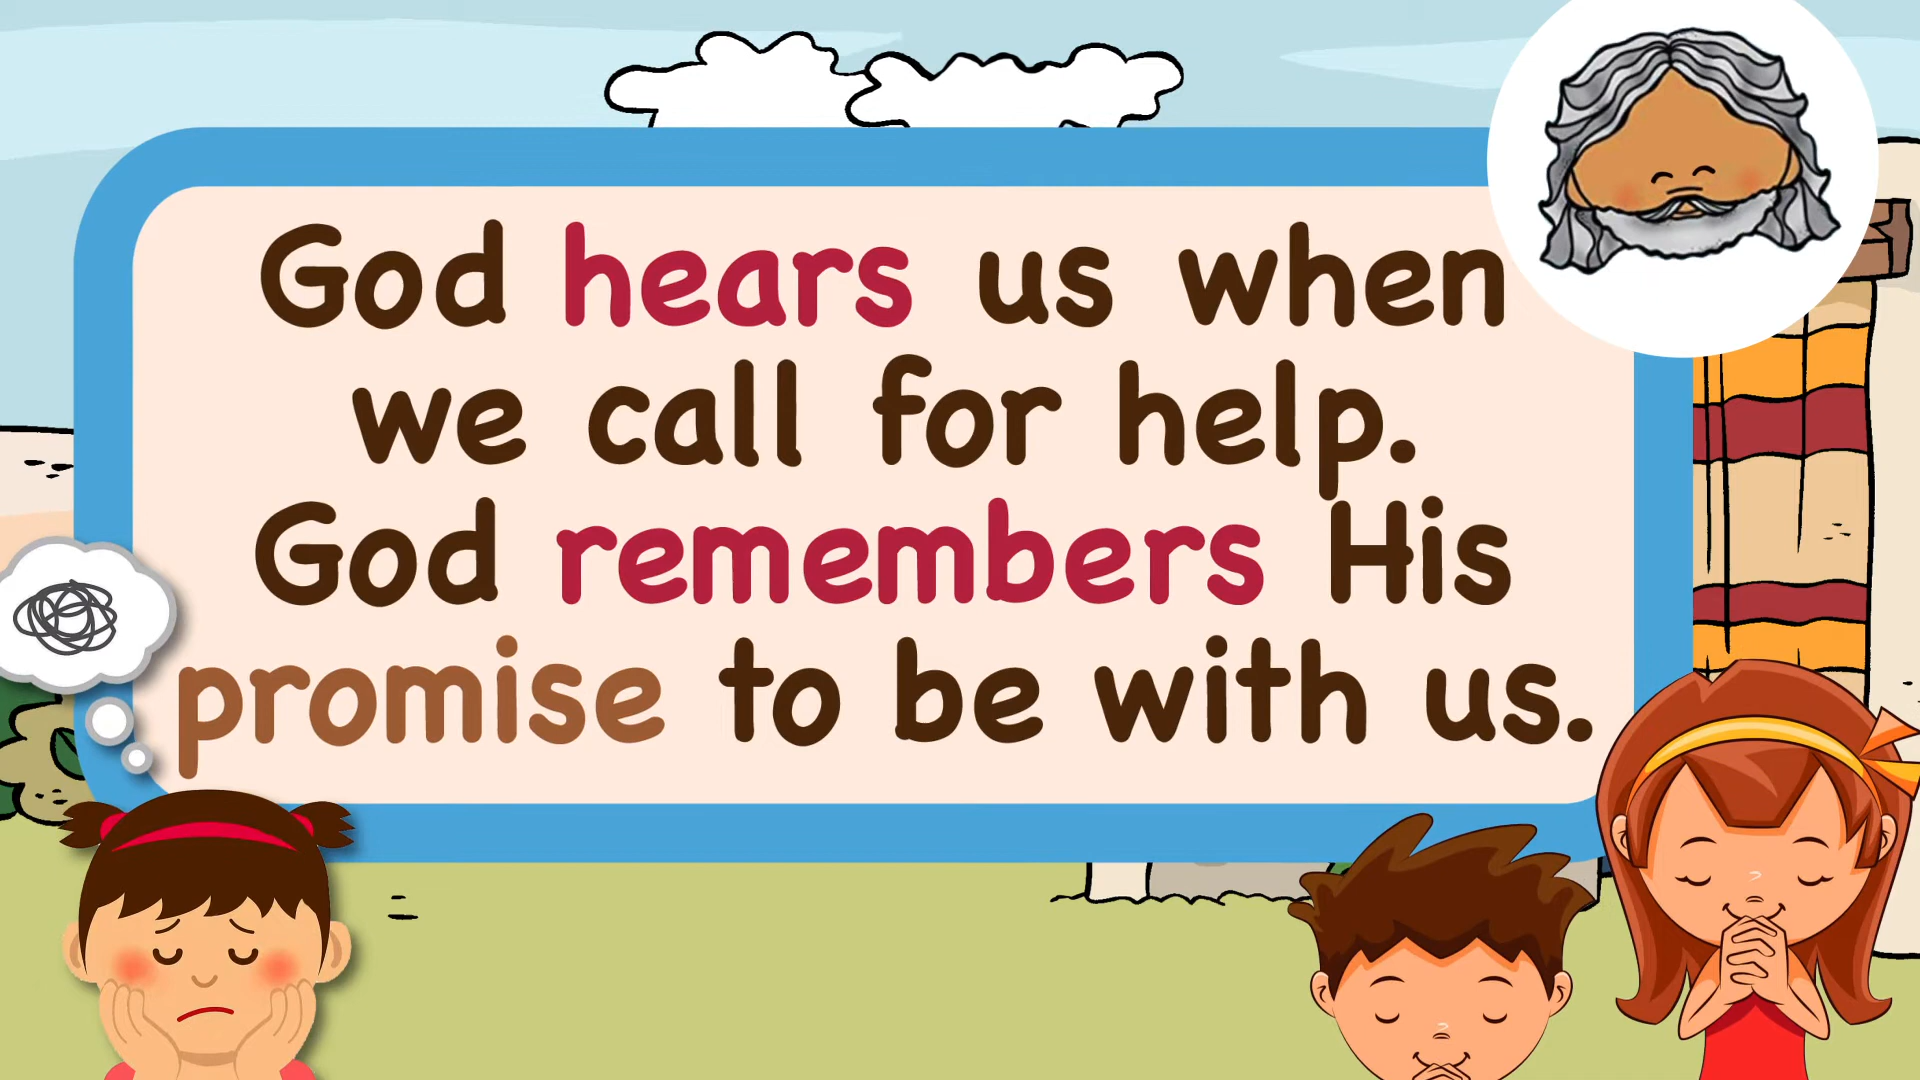 God hears us when
we call for help.
God remembers His
promise to be with us.